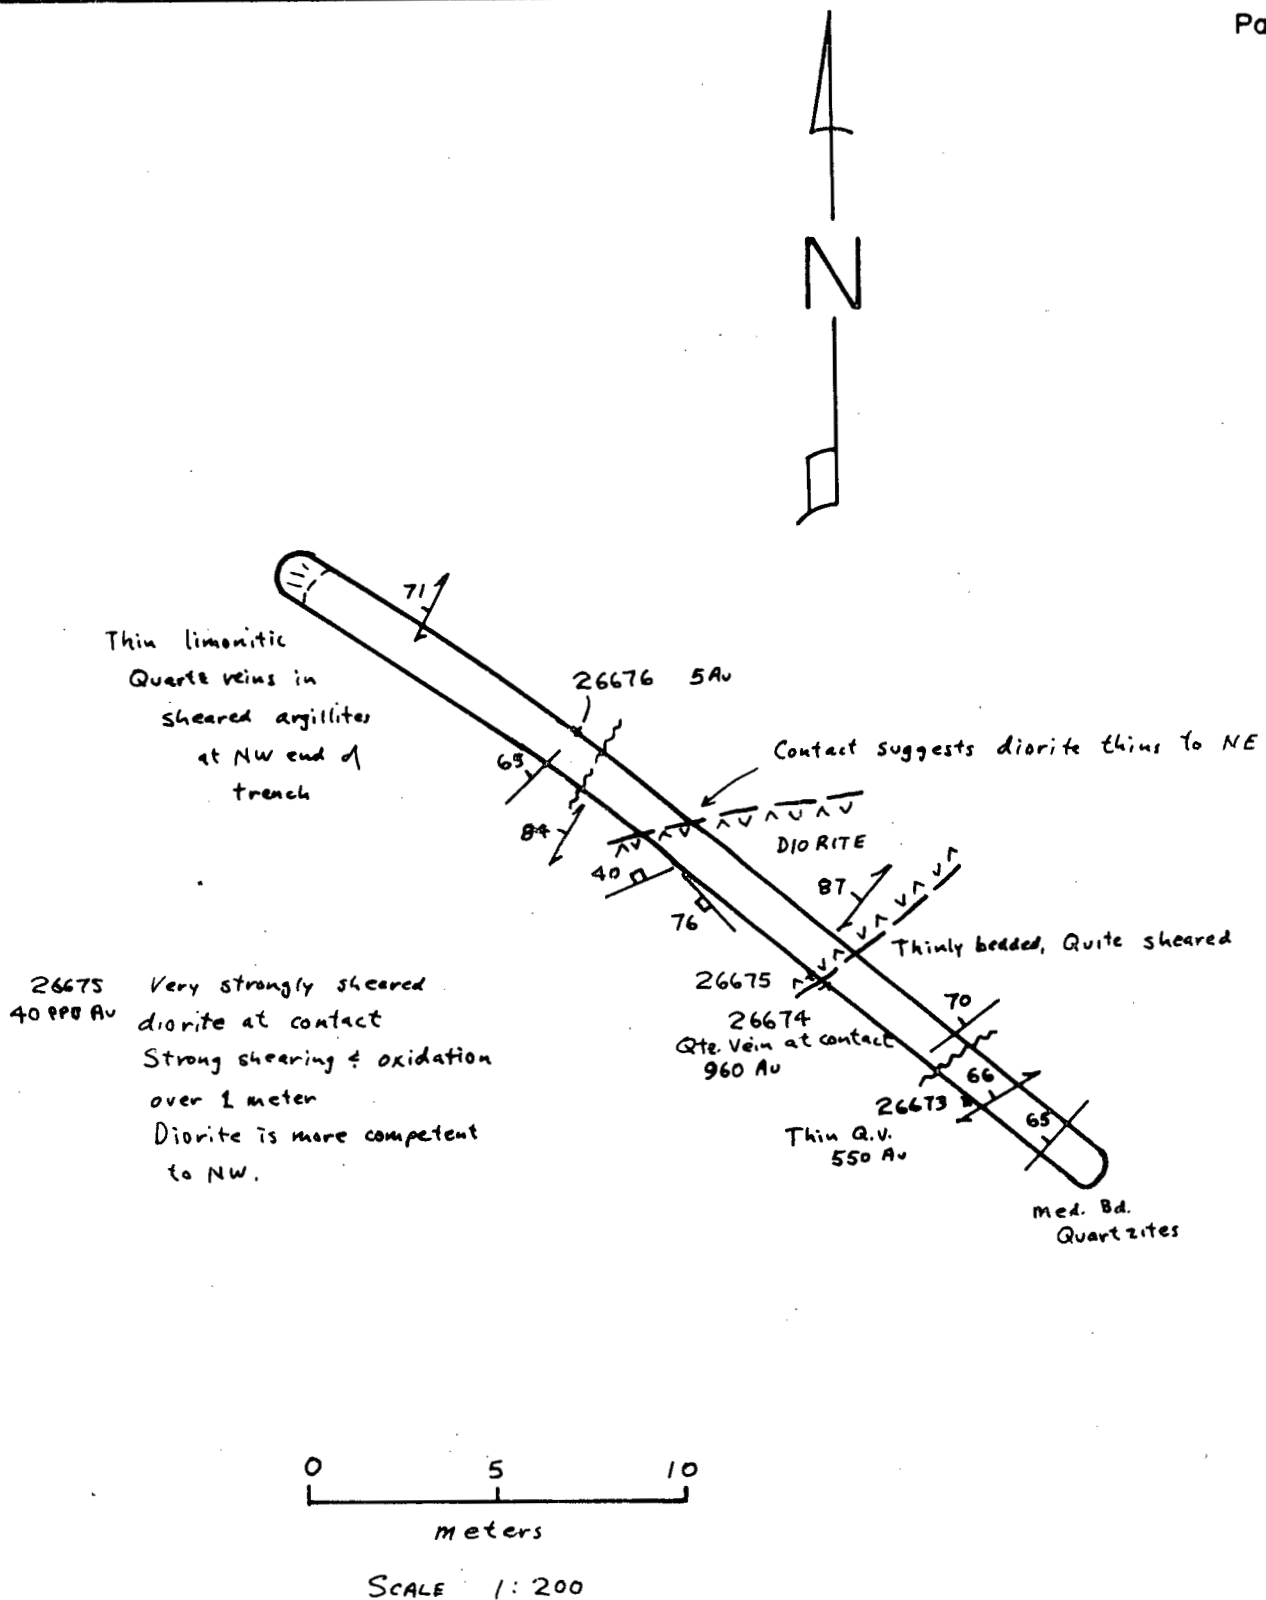 Pa
N
71
Thin limonitic
Quartz veins in
sheared argillites
at NW end of
trench
26676 5 Au
69
84
Contact suggests diorite thins to NE
DIORITE
40
76
87
Thinly bedded, Quite sheared
26675
26674
Qtz. Vein at contact
960 Au
70
66
26673
Thin Q.V.
550 Au
65
med. Bd.
Quartzites
26675 Very strongly sheared
40 PPB Au diorite at contact
Strong shearing & oxidation
over 1 meter
Diorite is more competent
to NW.
0 5 10
meters
SCALE 1:200